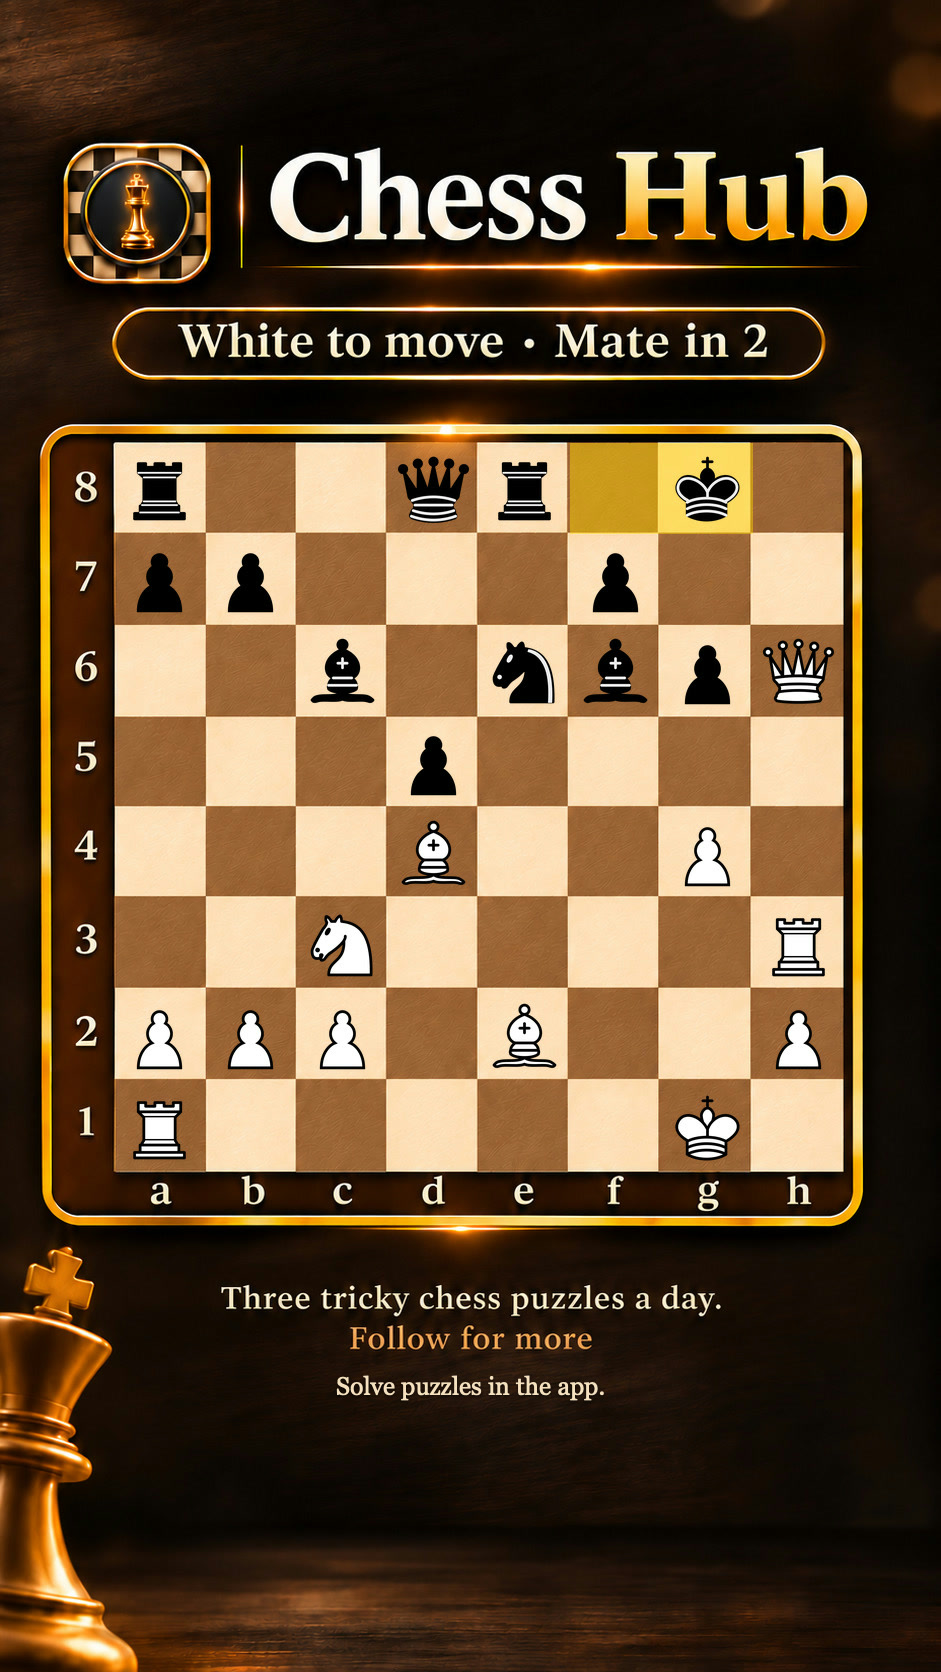 Chess Hub
White to move • Mate in 2
8
7
6
5
4
3
2
1
a b c d e f g h
Three tricky chess puzzles a day.
Follow for more
Solve puzzles in the app.